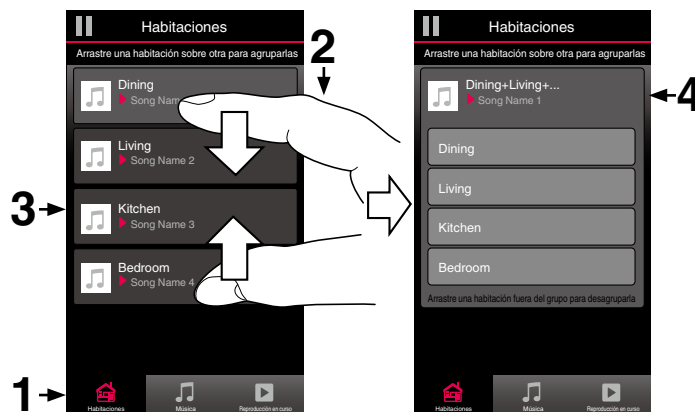 Habitaciones
Arrastre una habitación sobre otra para agruparlas
2
Dining
Song Na
Living
Song Name 2
3
Kitchen
Song Name 3
Bedroom
Song Name 4
1
Habitaciones
Música
Reproducción en curso
Habitaciones
Arrastre una habitación sobre otra para agruparlas
Dining+Living+...
Song Name 1
4
Dining
Living
Kitchen
Bedroom
Arrastre una habitación fuera del grupo para desagruparla
Habitaciones
Música
Reproducción en curso